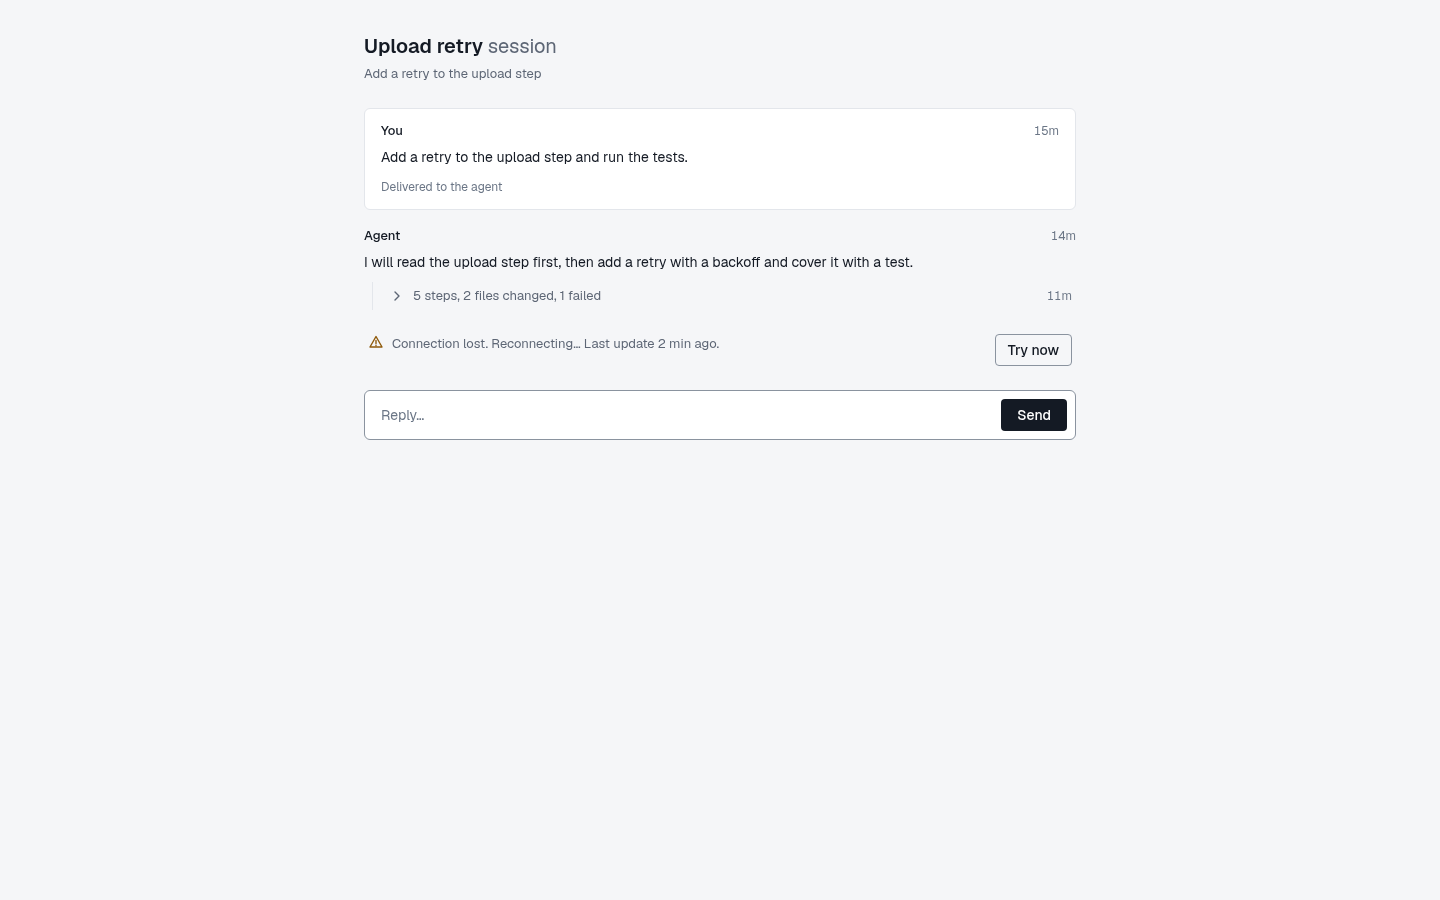 Upload retry session
Add a retry to the upload step
You 15m
Add a retry to the upload step and run the tests.
Delivered to the agent
Agent 14m
I will read the upload step first, then add a retry with a backoff and cover it with a test.
5 steps, 2 files changed, 1 failed 11m
Connection lost. Reconnecting… Last update 2 min ago. Try now
Reply… Send